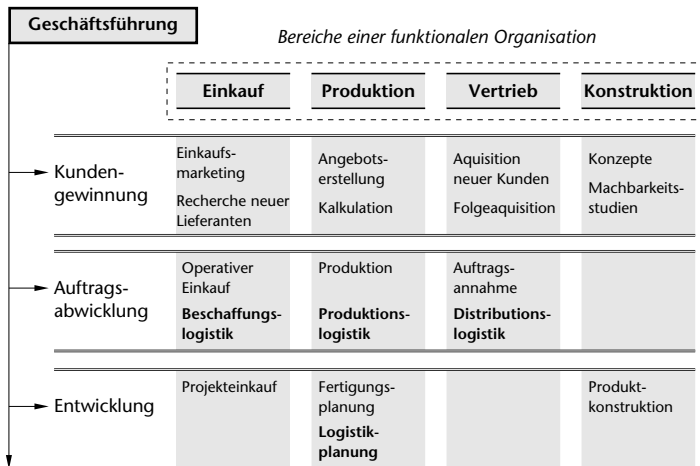 Geschäftsführung
Bereiche einer funktionalen Organisation
Einkauf Produktion Vertrieb Konstruktion
Kunden-
gewinnung
Einkaufs-
marketing
Recherche neuer
Lieferanten
Angebots-
erstellung
Kalkulation
Aquisition
neuer Kunden
Folgeaquisition
Konzepte
Machbarkeits-
studien
Auftrags-
abwicklung
Operativer
Einkauf
Beschaffungs-
logistik
Produktion
Produktions-
logistik
Auftrags-
annahme
Distributions-
logistik
Entwicklung
Projekteinkauf
Fertigungs-
planung
Logistik-
planung
Produkt-
konstruktion